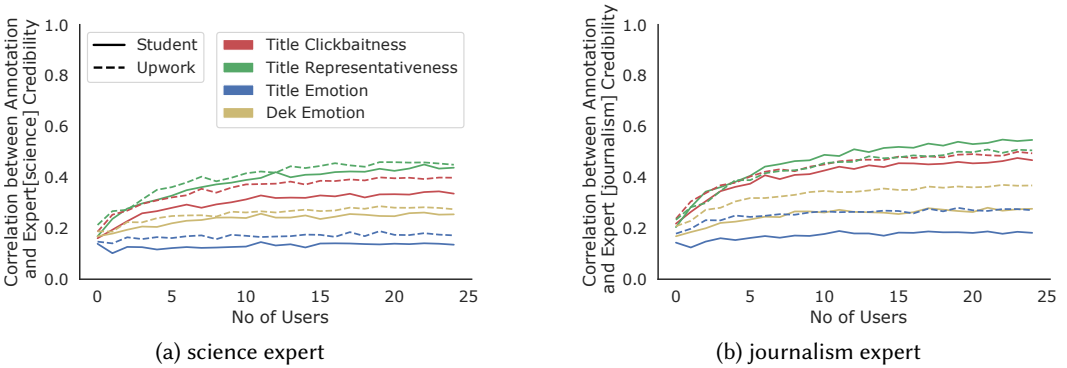 Correlation between Annotation
and Expert[science] Credibility
1.0
0.8
0.6
0.4
0.2
0.0
Student
Upwork
Title Clickbaitness
Title Representativeness
Title Emotion
Dek Emotion
0 5 10 15 20 25
No of Users
(a) science expert
Correlation between Annotation
and Expert [journalism] Credibility
1.0
0.8
0.6
0.4
0.2
0.0
0 5 10 15 20 25
No of Users
(b) journalism expert